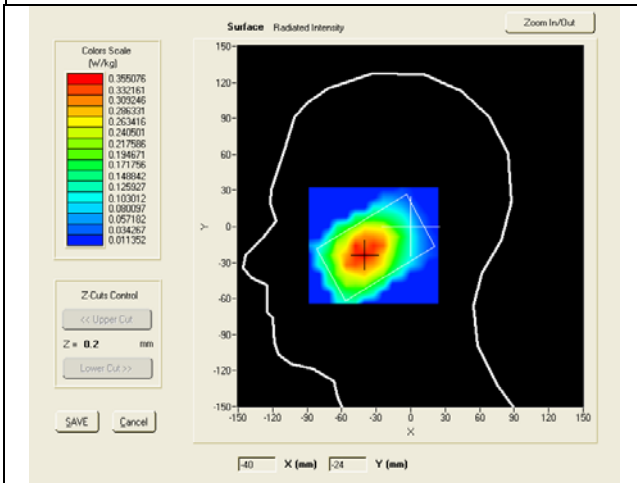 Surface Radiated Intensity
Zoom In/Out
Colors Scale
(W/kg)
0.355076
0.332161
0.309246
0.286331
0.263416
0.240501
0.217586
0.194671
0.171756
0.148842
0.125927
0.103012
0.080097
0.057182
0.034267
0.011352
Z-Cuts Control
<< Upper Cut
Z = 0.2 mm
Lower Cut >>
SAVE Cancel
150-
120-
90-
60-
30-
0-
-30-
-60-
-90-
-120-
-150-
Y
-150 -120 -90 -60 -30 0 30 60 90 120 150
X
-40 X (mm) -24 Y (mm)